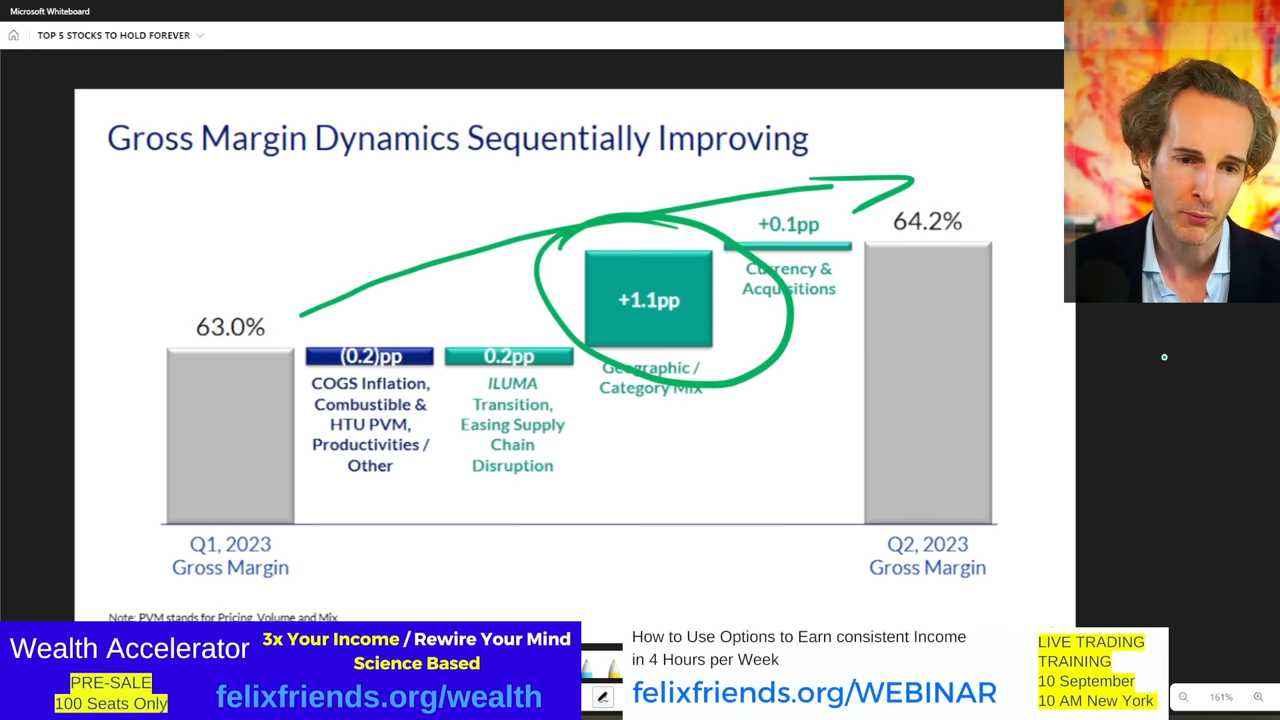 Microsoft Whiteboard
TOP 5 STOCKS TO HOLD FOREVER
Gross Margin Dynamics Sequentially Improving
63.0%
(0.2)pp
COGS Inflation,
Combustible &
HTU PVM,
Productivities /
Other
0.2pp
ILUMA
Transition,
Easing Supply
Chain
Disruption
+1.1pp
Geographic /
Category Mix
+0.1pp
Currency &
Acquisitions
64.2%
Q1, 2023
Gross Margin
Q2, 2023
Gross Margin
Note: PVM stands for Pricing, Volume and Mix
Wealth Accelerator
PRE-SALE
100 Seats Only
3x Your Income / Rewire Your Mind
Science Based
felixfriends.org/wealth
How to Use Options to Earn consistent Income
in 4 Hours per Week
felixfriends.org/WEBINAR
LIVE TRADING
TRAINING
10 September
10 AM New York
161%